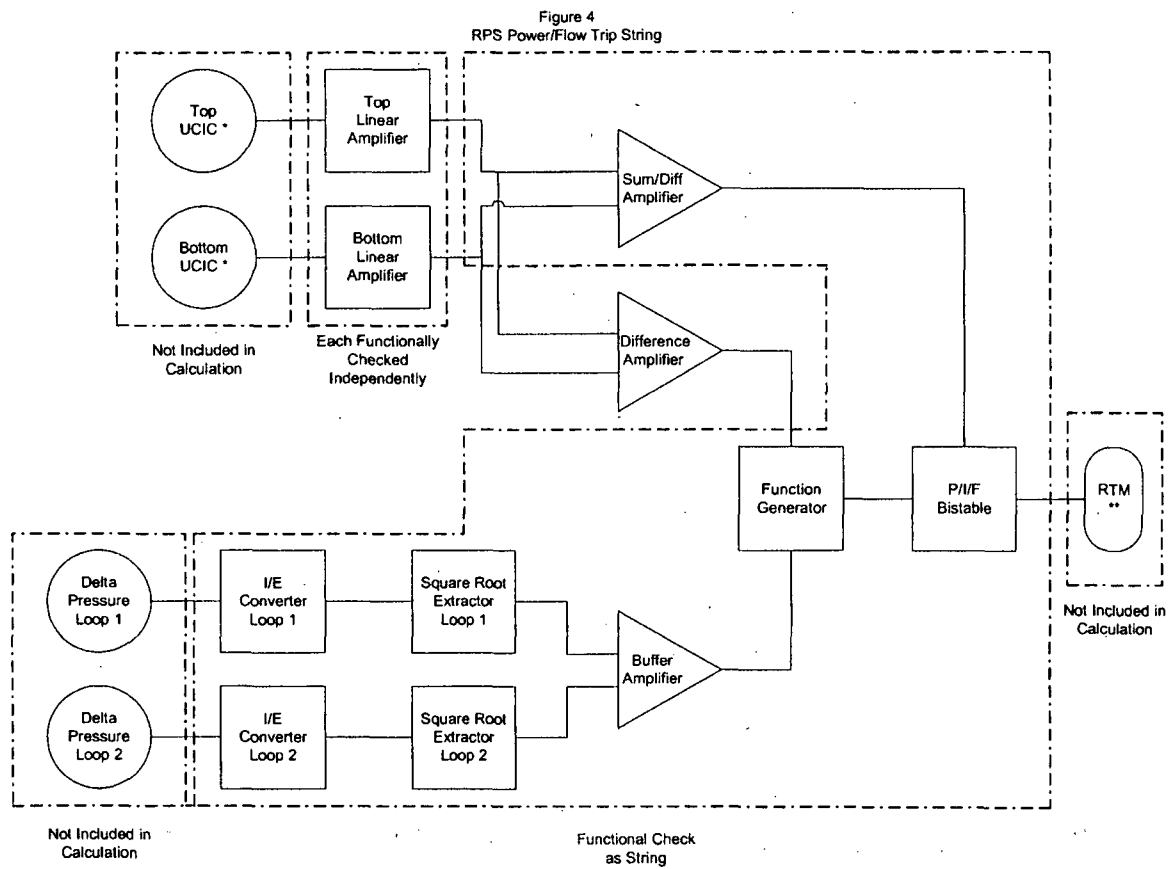 Figure 4
RPS Power/Flow Trip String
Top
UCIC *
Top
Linear
Amplifier
Sum/Diff
Amplifier
Bottom
UCIC *
Bottom
Linear
Amplifier
Not Included in
Calculation
Each Functionally
Checked
Independently
Difference
Amplifier
Function
Generator
P/I/F
Bistable
RTM
**
Not Included in
Calculation
Delta
Pressure
Loop 1
I/E
Converter
Loop 1
Square Root
Extractor
Loop 1
Buffer
Amplifier
Delta
Pressure
Loop 2
I/E
Converter
Loop 2
Square Root
Extractor
Loop 2
Not Included in
Calculation
Functional Check
as String